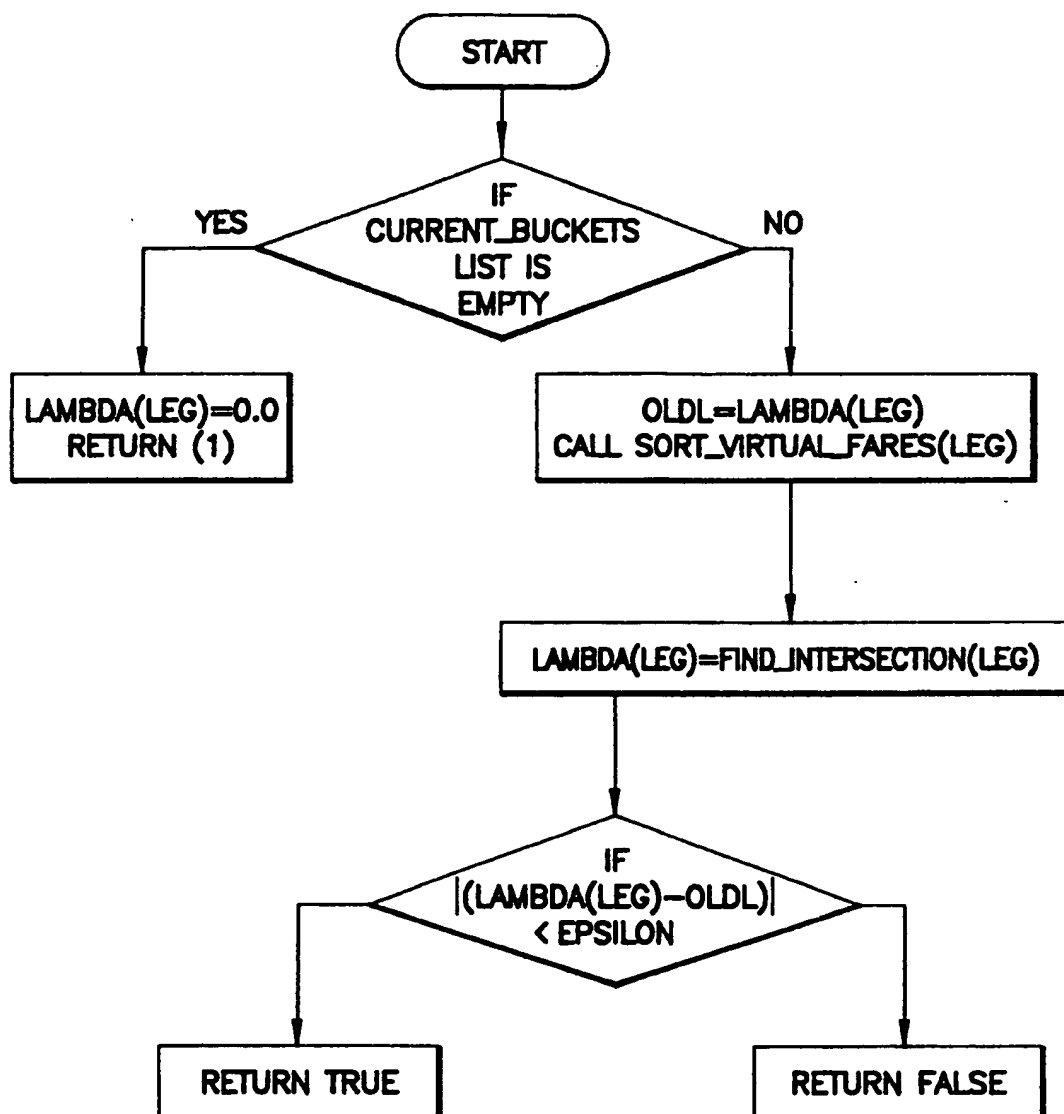 START
IF
CURRENT_BUCKETS
LIST IS
EMPTY
YES
NO
LAMBDA(LEG)=0.0
RETURN (1)
OLDL=LAMBDA(LEG)
CALL SORT_VIRTUAL_FARES(LEG)
LAMBDA(LEG)=FIND_INTERSECTION(LEG)
IF
|(LAMBDA(LEG)-OLDL)|
< EPSILON
RETURN TRUE
RETURN FALSE